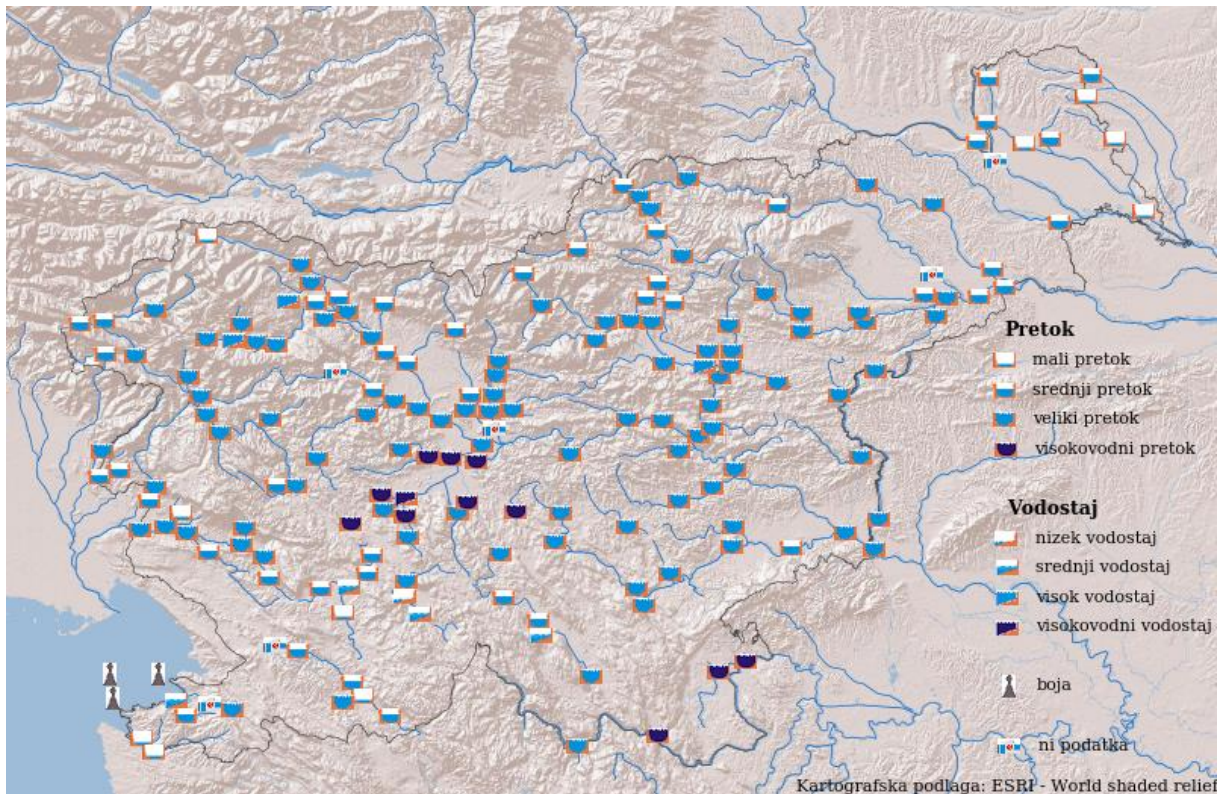 Pretok
mali pretok
srednji pretok
veliki pretok
visokovodni pretok
Vodostaj
nizek vodostaj
srednji vodostaj
visok vodostaj
visokovodni vodostaj
boja
ni podatka
Kartografska podlaga: ESRI - World shaded relief